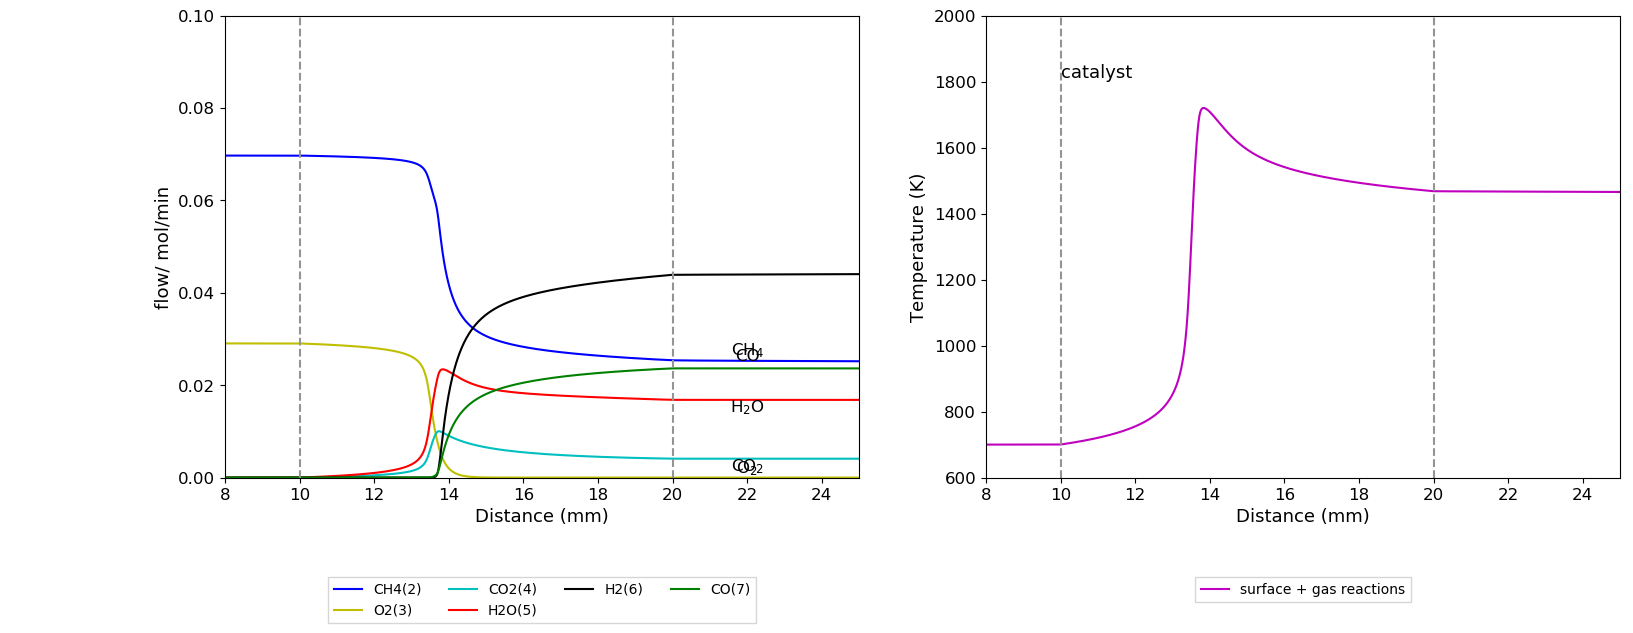 0.10
0.08
0.06
0.04
0.02
0.00
flow/ mol/min
CH₄
CO
H₂O
CO₂
O₂
8 10 12 14 16 18 20 22 24
Distance (mm)
CH4(2) CO2(4) H2(6) CO(7)
O2(3) H2O(5)
2000
1800
1600
1400
1200
1000
800
600
Temperature (K)
catalyst
8 10 12 14 16 18 20 22 24
Distance (mm)
surface + gas reactions